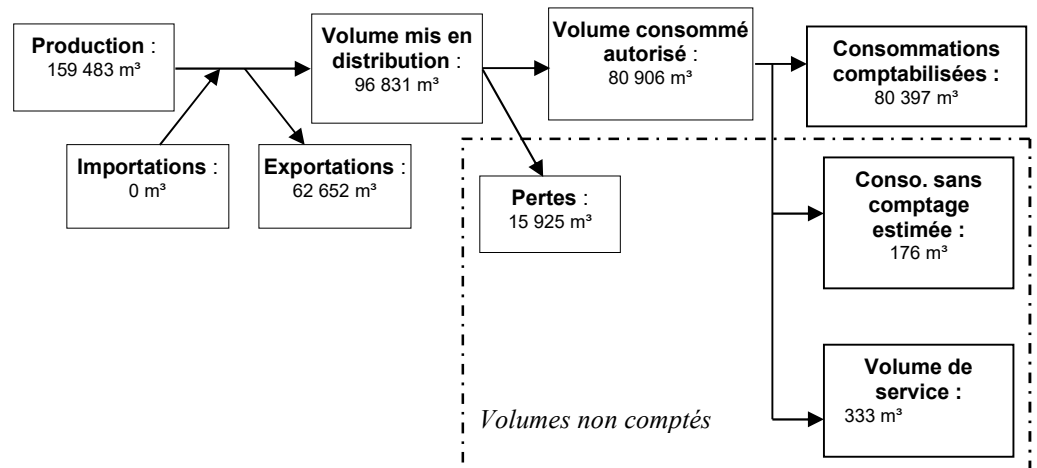 Production :
159 483 m³
Importations :
0 m³
Exportations :
62 652 m³
Volume mis en
distribution :
96 831 m³
Pertes :
15 925 m³
Volume consommé
autorisé :
80 906 m³
Consommations
comptabilisées :
80 397 m³
Conso. sans
comptage
estimée :
176 m³
Volume de
service :
333 m³
Volumes non comptés